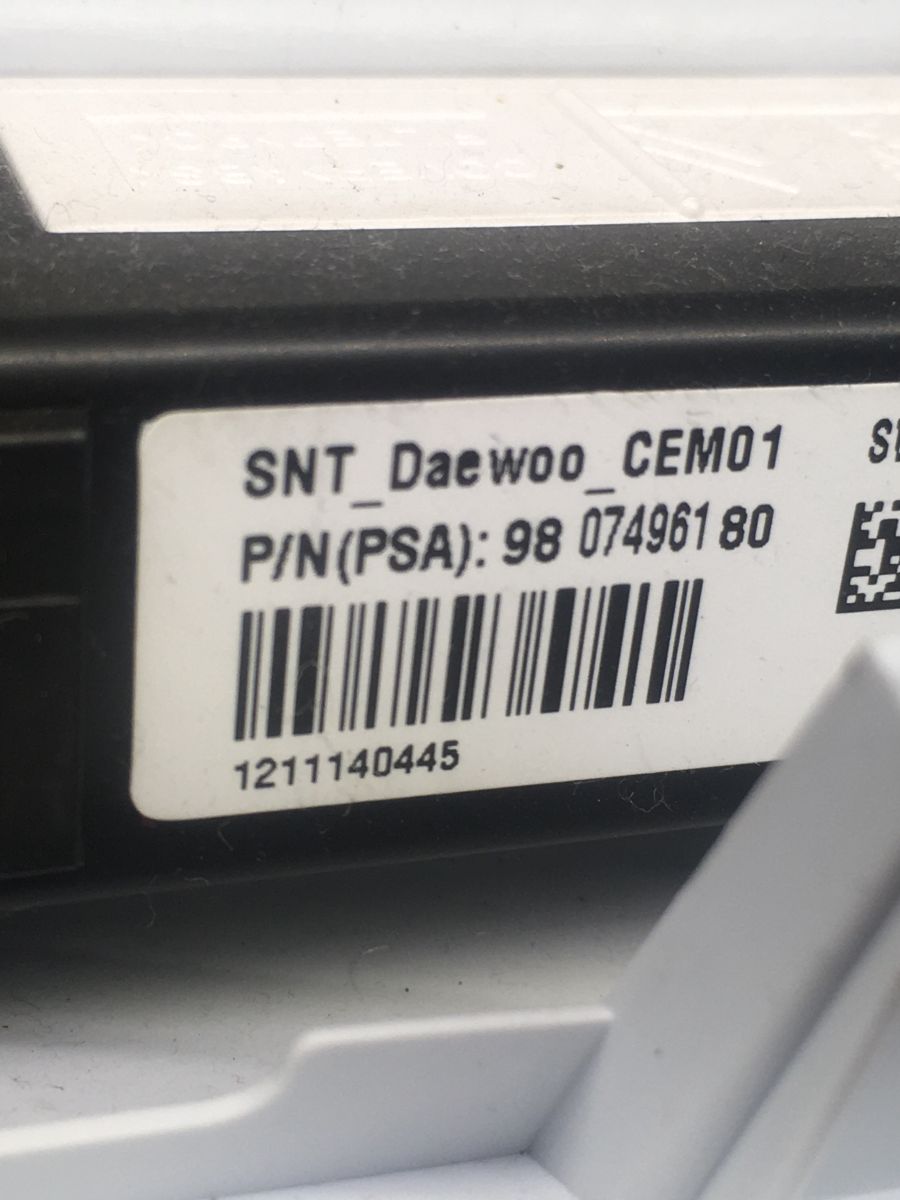 SNT_Daewoo_CEM01
P/N(PSA): 98 07496180
1211140445